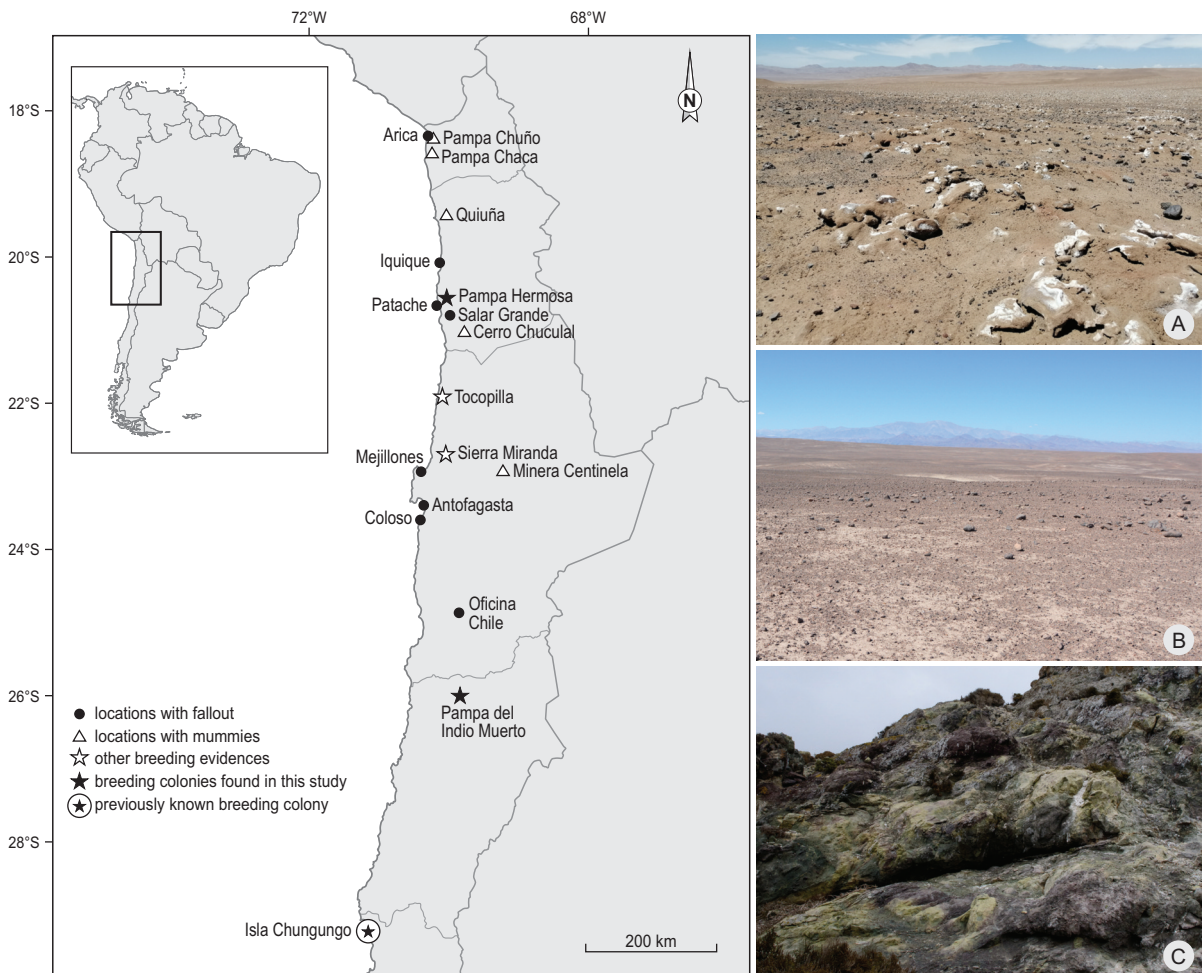 72°W
68°W
18°S
20°S
22°S
24°S
26°S
28°S
N
Arica
Pampa Chuño
Pampa Chaca
Quiuña
Iquique
Pampa Hermosa
Patache
Salar Grande
Cerro Chuculal
Tocopilla
Sierra Miranda
Mejillones
Minera Centinela
Antofagasta
Coloso
Oficina
Chile
Pampa del
Indio Muerto
locations with fallout
locations with mummies
other breeding evidences
breeding colonies found in this study
previously known breeding colony
Isla Chungungo
200 km
A
B
C